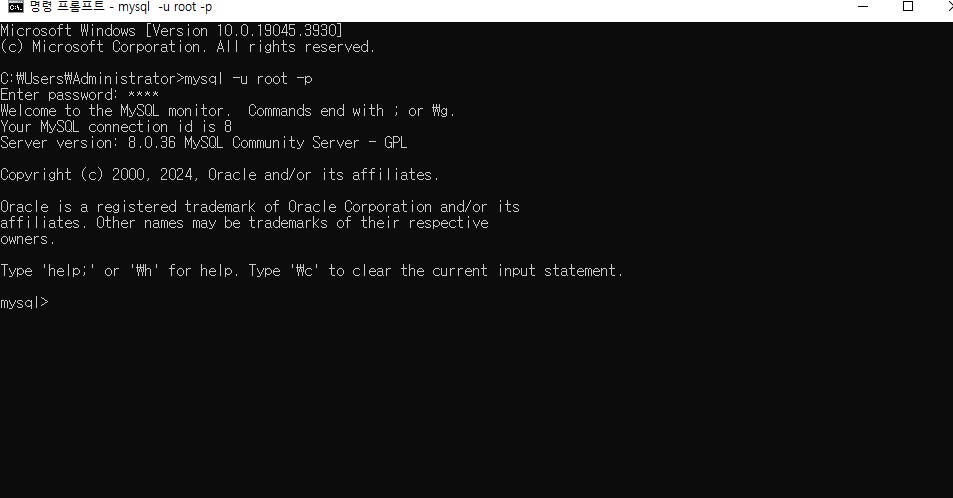 명령 프롬프트 - mysql  -u root -p
Microsoft Windows [Version 10.0.19045.3930]
(c) Microsoft Corporation. All rights reserved.
C:₩Users₩Administrator>mysql -u root -p
Enter password: ****
Welcome to the MySQL monitor.  Commands end with ; or ₩g.
Your MySQL connection id is 8
Server version: 8.0.36 MySQL Community Server - GPL
Copyright (c) 2000, 2024, Oracle and/or its affiliates.
Oracle is a registered trademark of Oracle Corporation and/or its
affiliates. Other names may be trademarks of their respective
owners.
Type 'help;' or '₩h' for help. Type '₩c' to clear the current input statement.
mysql>